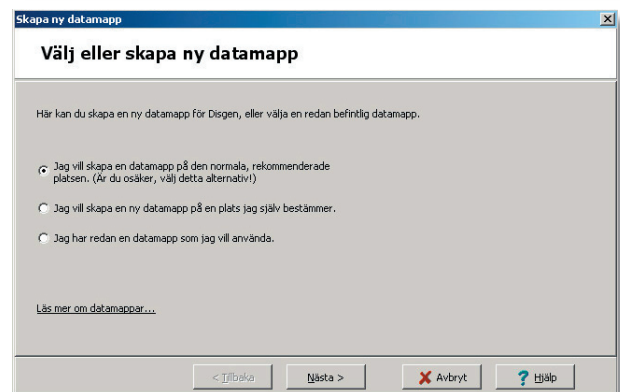 Skapa ny datamapp
Välj eller skapa ny datamapp
Här kan du skapa en ny datamapp för Disgen, eller välja en redan befintlig datamapp.
Jag vill skapa en datamapp på den normala, rekommenderade
platsen. (Är du osäker, välj detta alternativ!)
Jag vill skapa en ny datamapp på en plats jag själv bestämmer.
Jag har redan en datamapp som jag vill använda.
Läs mer om datamappar...
< Tillbaka
Nästa >
Avbryt
Hjälp